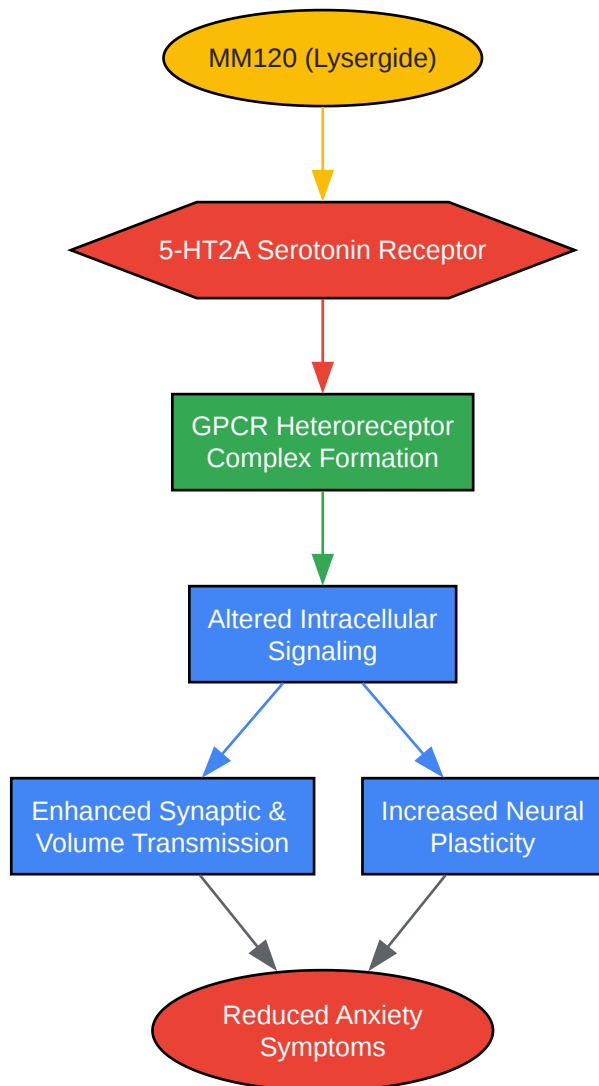 MM120 (Lysergide)
5-HT2A Serotonin Receptor
GPCR Heteroreceptor
Complex Formation
Altered Intracellular
Signaling
Enhanced Synaptic &
Volume Transmission
Increased Neural
Plasticity
Reduced Anxiety
Symptoms